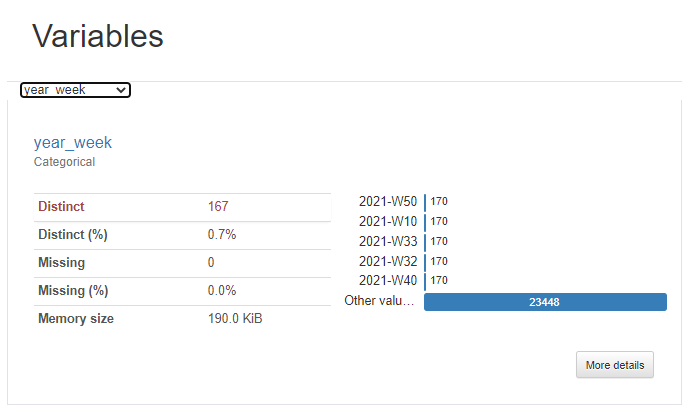 Variables
year_week
year_week
Categorical
Distinct 167
Distinct (%) 0.7%
Missing 0
Missing (%) 0.0%
Memory size 190.0 KiB
2021-W50 170
2021-W10 170
2021-W33 170
2021-W32 170
2021-W40 170
Other valu… 23448
More details